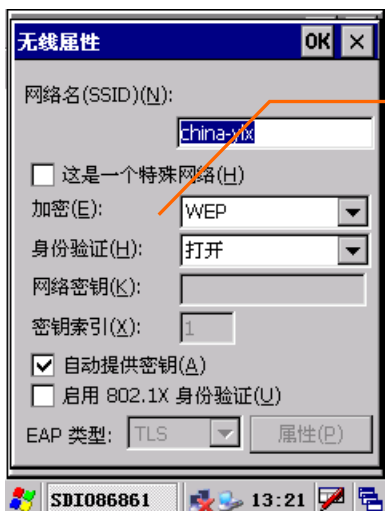 无线属性 OK ×
网络名(SSID)(N):
china-ylx
这是一个特殊网络(H)
加密(E): WEP
身份验证(H): 打开
网络密钥(K):
密钥索引(X): 1
自动提供密钥(A)
启用 802.1X 身份验证(U)
EAP 类型: TLS 属性(P)
SDI086861 13:21